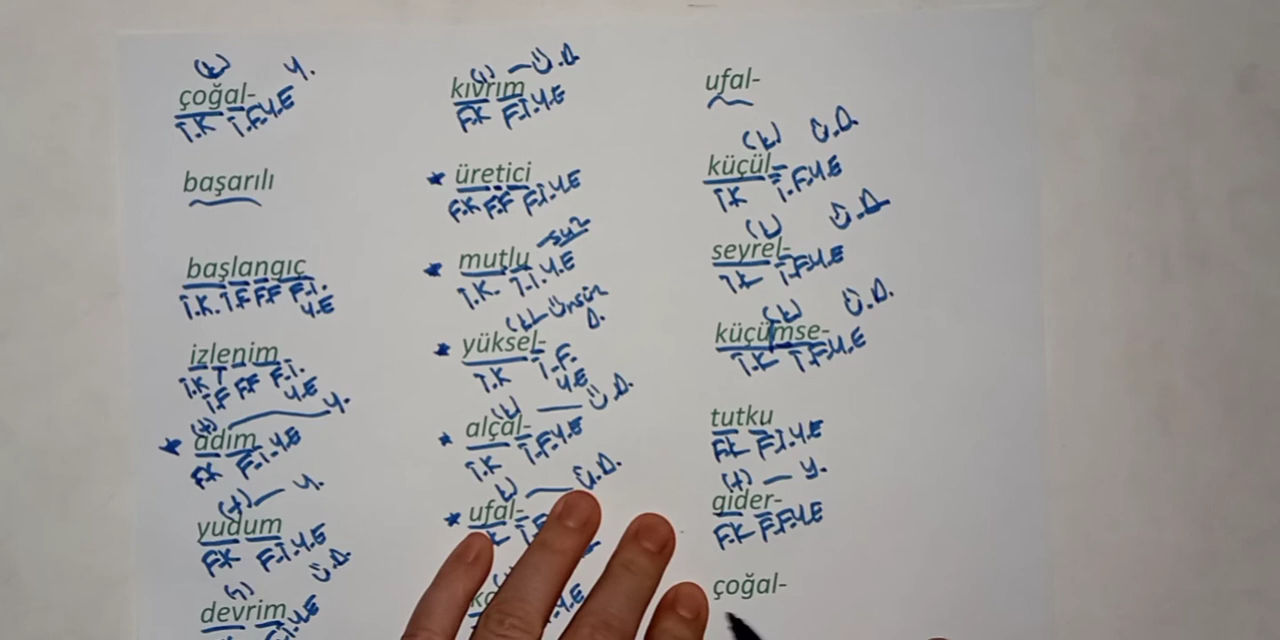 (k) y.
çoğal-
İ.K İ.F.Y.E
başarılı
başlangıç
İ.K. İ.F F.F F.İ.
Y.E
izlenim
İ.K İ.F F.F F.İ.
Y.E
(t) y.
adım
F.K F.İ.Y.E
(t) y.
yudum
F.K F.İ.Y.E
Ü.D.
devrim
kıvrım Ü.D
F.K F.İ.Y.E
üretici
F.K F.F F.İ.Y.E
mutlu
İ.K. İ.İ.Y.E
(k) Ünsüz
D.
yüksel-
İ.K İ.F.
Y.E
(k) Ü.D.
alçal-
İ.K İ.F.Y.E
Ü.D.
ufal-
ufal-
(k) Ü.D.
küçül-
İ.K İ.F.Y.E
(k) Ü.D
seyrel-
İ.K İ.F.Y.E
(k) Ü.D.
küçümse-
İ.K İ.F.Y.E
tutku
F.K F.İ.Y.E
(t) y.
gider-
F.K F.F.Y.E
çoğal-